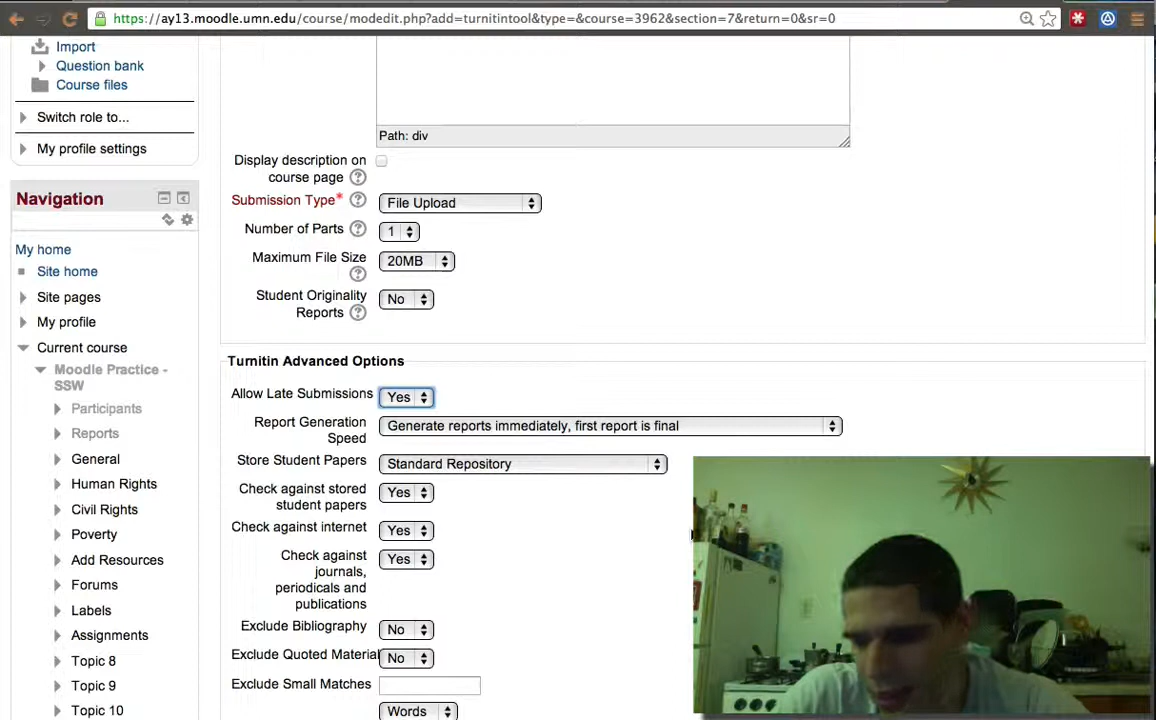 https://ay13.moodle.umn.edu/course/modedit.php?add=turnitintool&type=&course=3962&section=7&return=0&sr=0
Import
Question bank
Course files
Switch role to...
My profile settings
Navigation
My home
Site home
Site pages
My profile
Current course
Moodle Practice -
SSW
Participants
Reports
General
Human Rights
Civil Rights
Poverty
Add Resources
Forums
Labels
Assignments
Topic 8
Topic 9
Topic 10
Path: div
Display description on
course page
Submission Type* File Upload
Number of Parts 1
Maximum File Size 20MB
Student Originality
Reports No
Turnitin Advanced Options
Allow Late Submissions Yes
Report Generation
Speed Generate reports immediately, first report is final
Store Student Papers Standard Repository
Check against stored
student papers Yes
Check against internet Yes
Check against
journals,
periodicals and
publications Yes
Exclude Bibliography No
Exclude Quoted Material No
Exclude Small Matches
Words